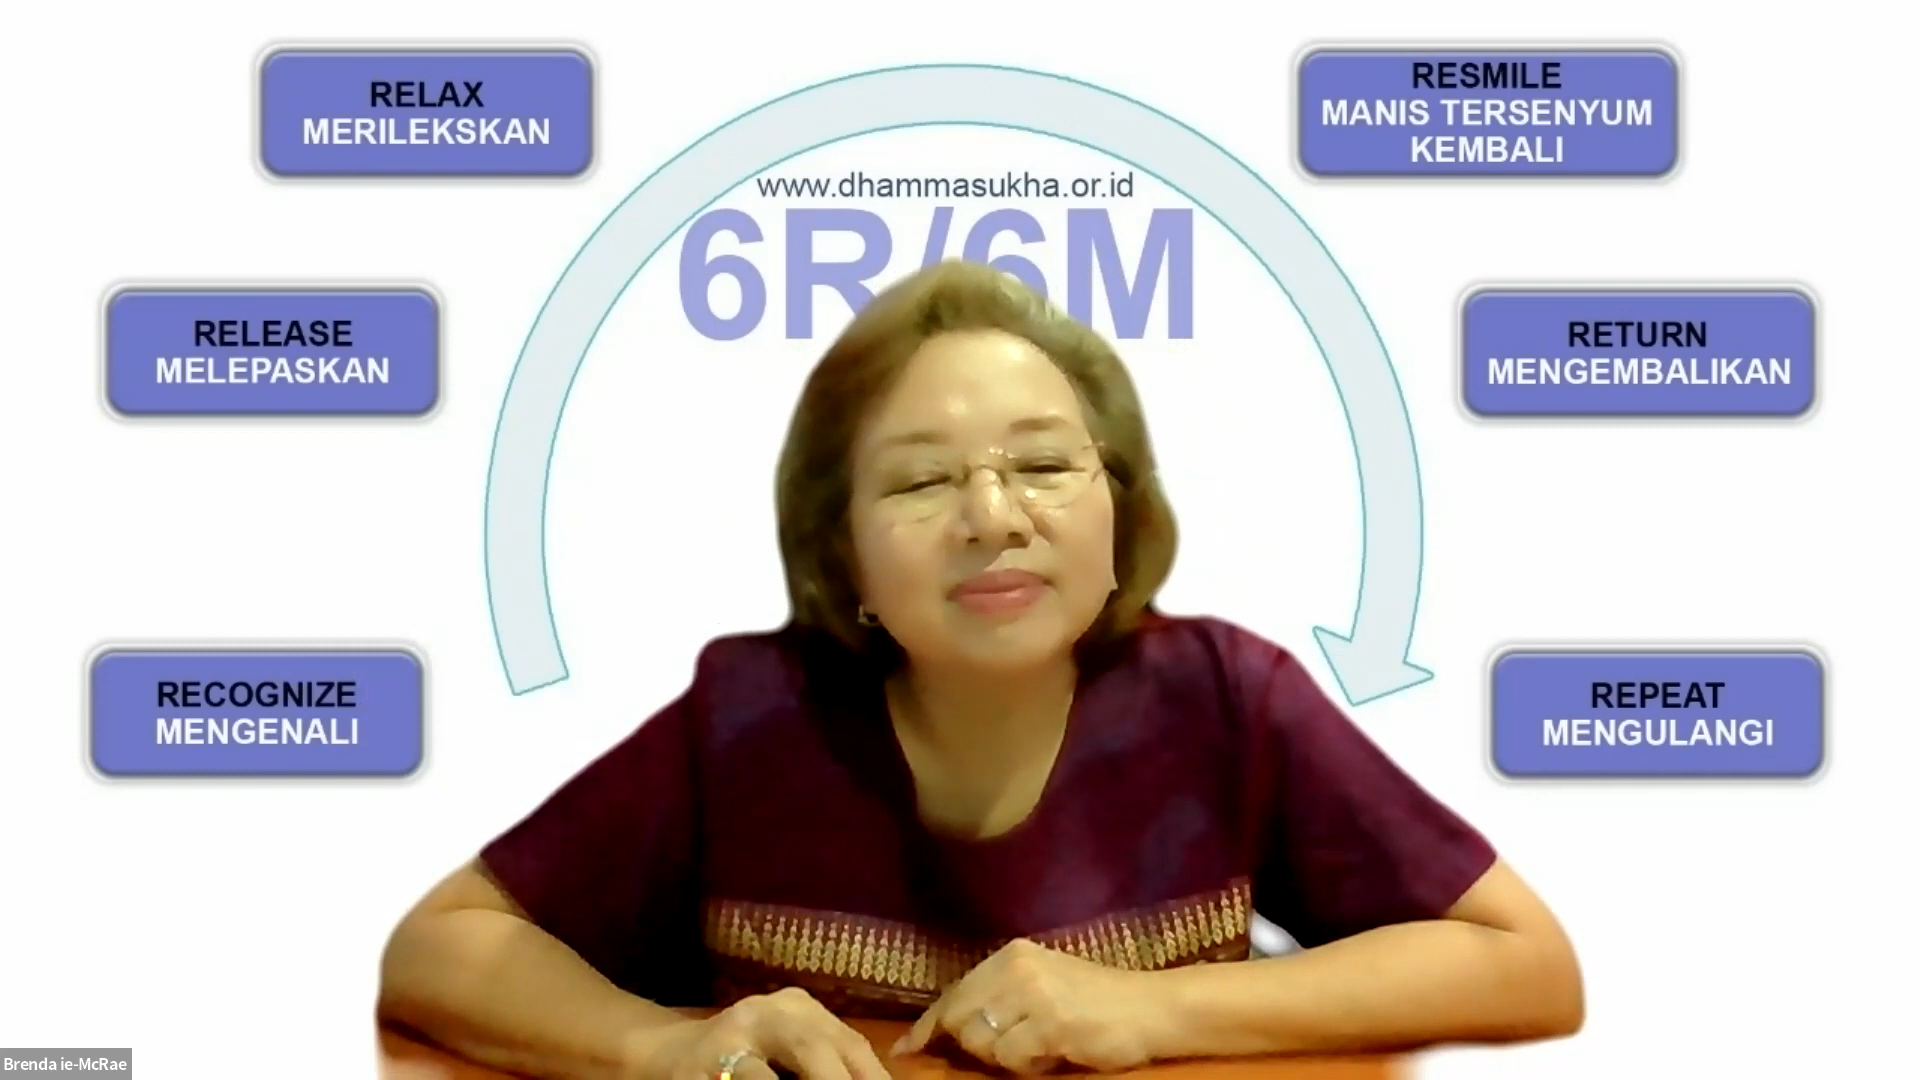 RELAX
MERILEKSKAN
RESMILE
MANIS TERSENYUM
KEMBALI
www.dhammasukha.or.id
6R/6M
RELEASE
MELEPASKAN
RETURN
MENGEMBALIKAN
RECOGNIZE
MENGENALI
REPEAT
MENGULANGI
Brenda ie-McRae